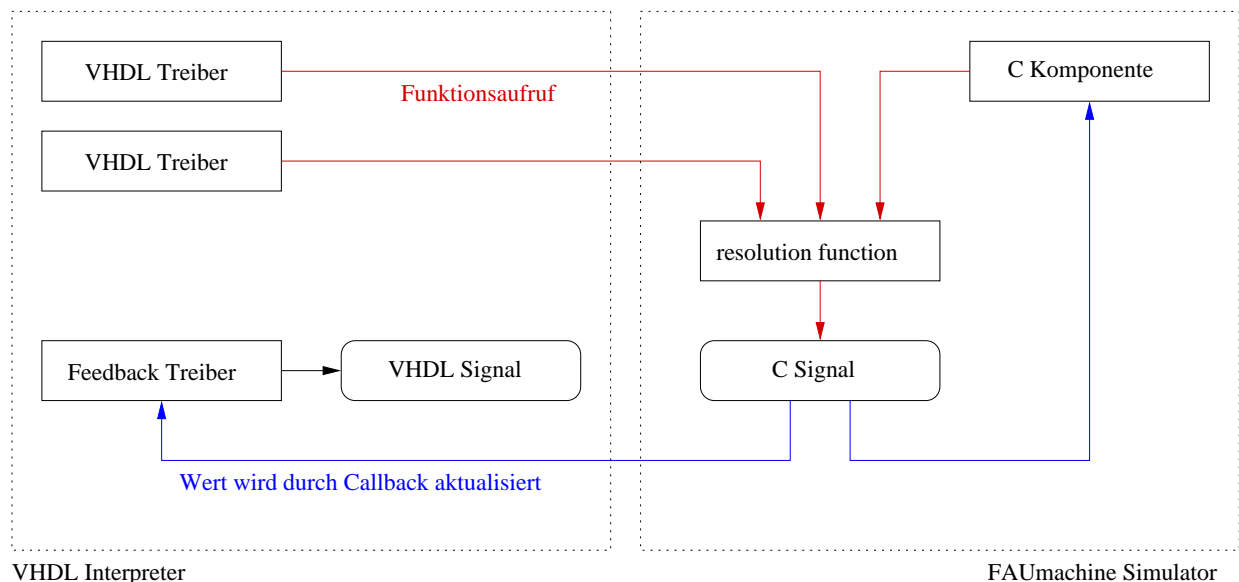 VHDL Treiber
C Komponente
Funktionsaufruf
VHDL Treiber
resolution function
Feedback Treiber
VHDL Signal
C Signal
Wert wird durch Callback aktualisiert
VHDL Interpreter
FAUmachine Simulator